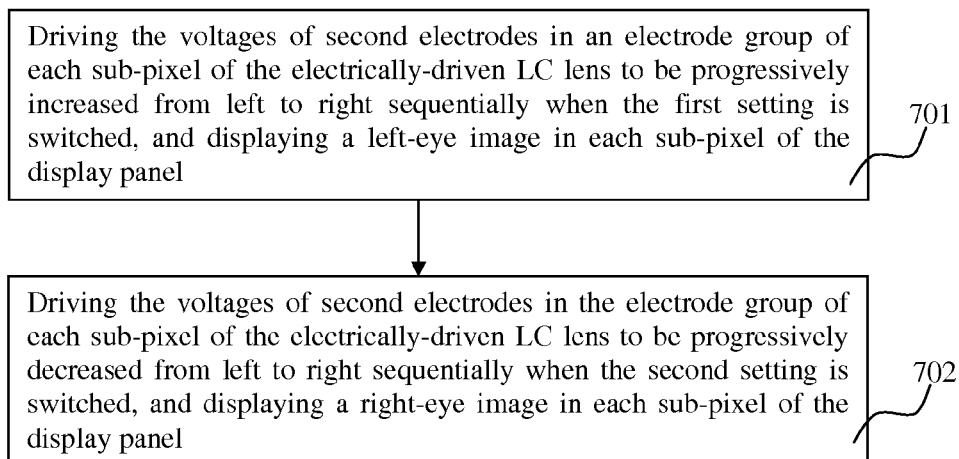 Driving the voltages of second electrodes in an electrode group of
each sub-pixel of the electrically-driven LC lens to be progressively
increased from left to right sequentially when the first setting is
switched, and displaying a left-eye image in each sub-pixel of the
display panel
701
Driving the voltages of second electrodes in the electrode group of
each sub-pixel of the electrically-driven LC lens to be progressively
decreased from left to right sequentially when the second setting is
switched, and displaying a right-eye image in each sub-pixel of the
display panel
702